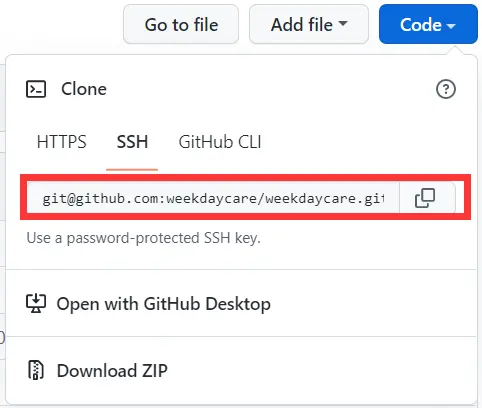 Go to file
Add file
Code
Clone
HTTPS
SSH
GitHub CLI
git@github.com:weekdaycare/weekdaycare.git
Use a password-protected SSH key.
Open with GitHub Desktop
Download ZIP